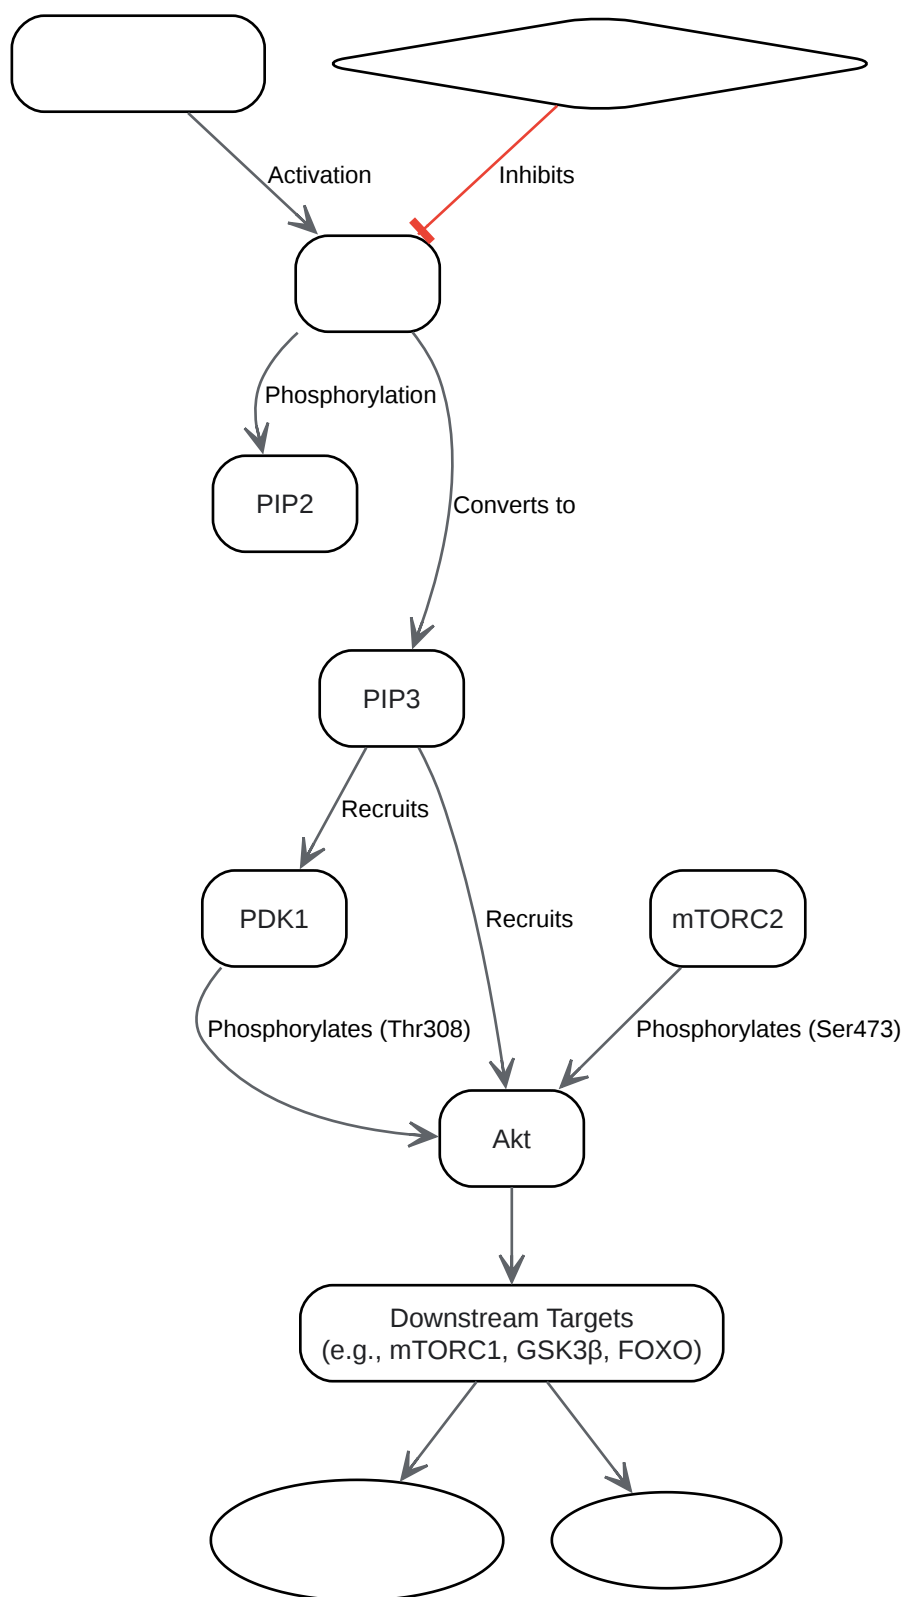 Activation
Inhibits
Phosphorylation
PIP2
Converts to
PIP3
Recruits
PDK1
Recruits
mTORC2
Phosphorylates (Thr308)
Phosphorylates (Ser473)
Akt
Downstream Targets
(e.g., mTORC1, GSK3β, FOXO)